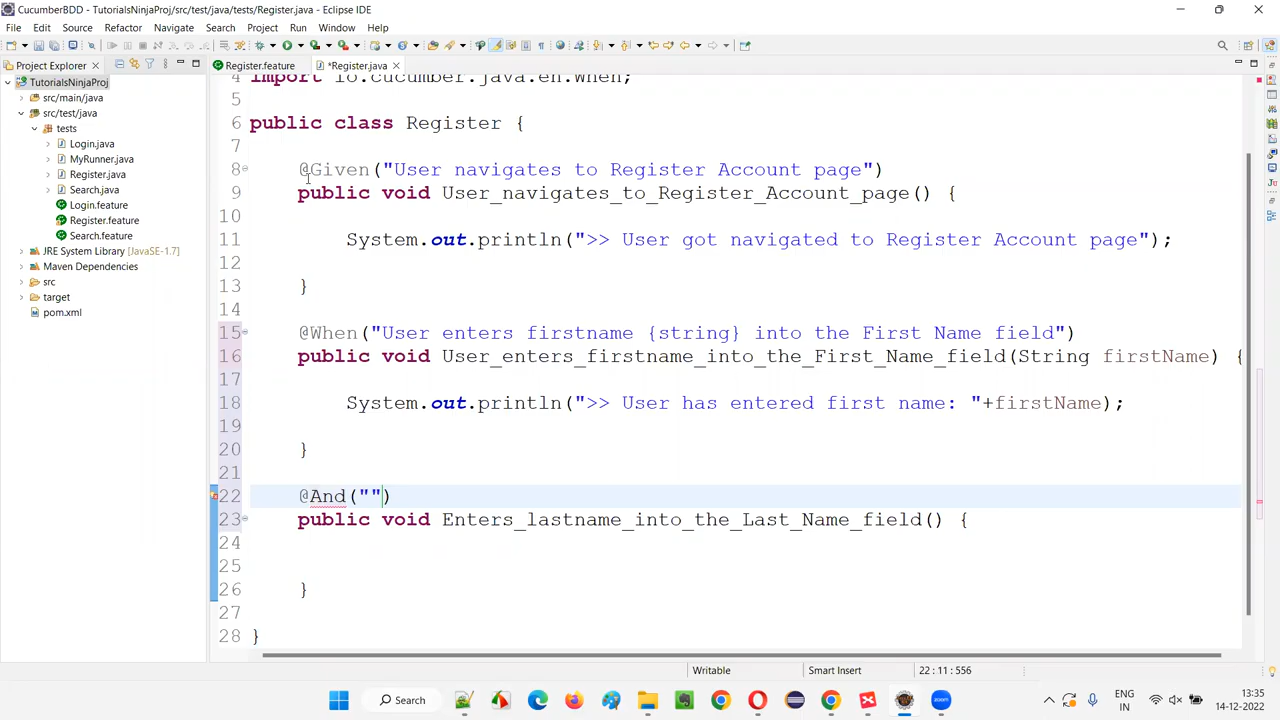 CucumberBDD - TutorialsNinjaProj/src/test/java/tests/Register.java - Eclipse IDE
File Edit Source Refactor Navigate Search Project Run Window Help
Project Explorer
Register.feature *Register.java
TutorialsNinjaProj
src/main/java
src/test/java
tests
Login.java
MyRunner.java
Register.java
Search.java
Login.feature
Register.feature
Search.feature
JRE System Library [JavaSE-1.7]
Maven Dependencies
src
target
pom.xml
4 import io.cucumber.java.en.When;
5
6 public class Register {
7
8 @Given("User navigates to Register Account page")
9 public void User_navigates_to_Register_Account_page() {
10
11 System.out.println(">> User got navigated to Register Account page");
12
13 }
14
15 @When("User enters firstname {string} into the First Name field")
16 public void User_enters_firstname_into_the_First_Name_field(String firstName) {
17
18 System.out.println(">> User has entered first name: "+firstName);
19
20 }
21
22 @And("")
23 public void Enters_lastname_into_the_Last_Name_field() {
24
25
26 }
27
28 }
Writable Smart Insert 22 : 11 : 556
Search
ENG
IN
13:35
14-12-2022